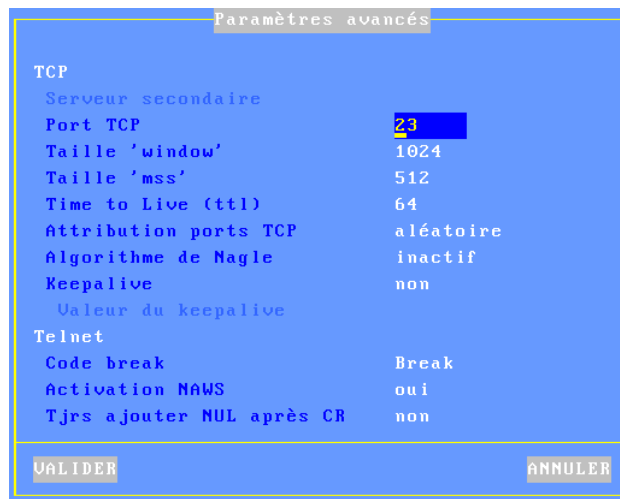 Paramètres avancés
TCP
Serveur secondaire
Port TCP 23
Taille 'window' 1024
Taille 'mss' 512
Time to Live (ttl) 64
Attribution ports TCP aléatoire
Algorithme de Nagle inactif
Keepalive non
Valeur du keepalive
Telnet
Code break Break
Activation NAWS oui
Tjrs ajouter NUL après CR non
VALIDER ANNULER